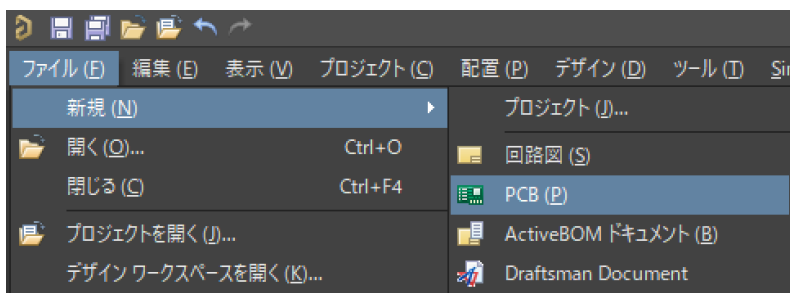 ファイル (F) 編集 (E) 表示 (V) プロジェクト (C) 配置 (P) デザイン (D) ツール (T) Sir
新規 (N)
開く (O)... Ctrl+O
閉じる (C) Ctrl+F4
プロジェクトを開く (J)...
デザイン ワークスペースを開く (K)...
プロジェクト (J)...
回路図 (S)
PCB (P)
ActiveBOM ドキュメント (B)
Draftsman Document